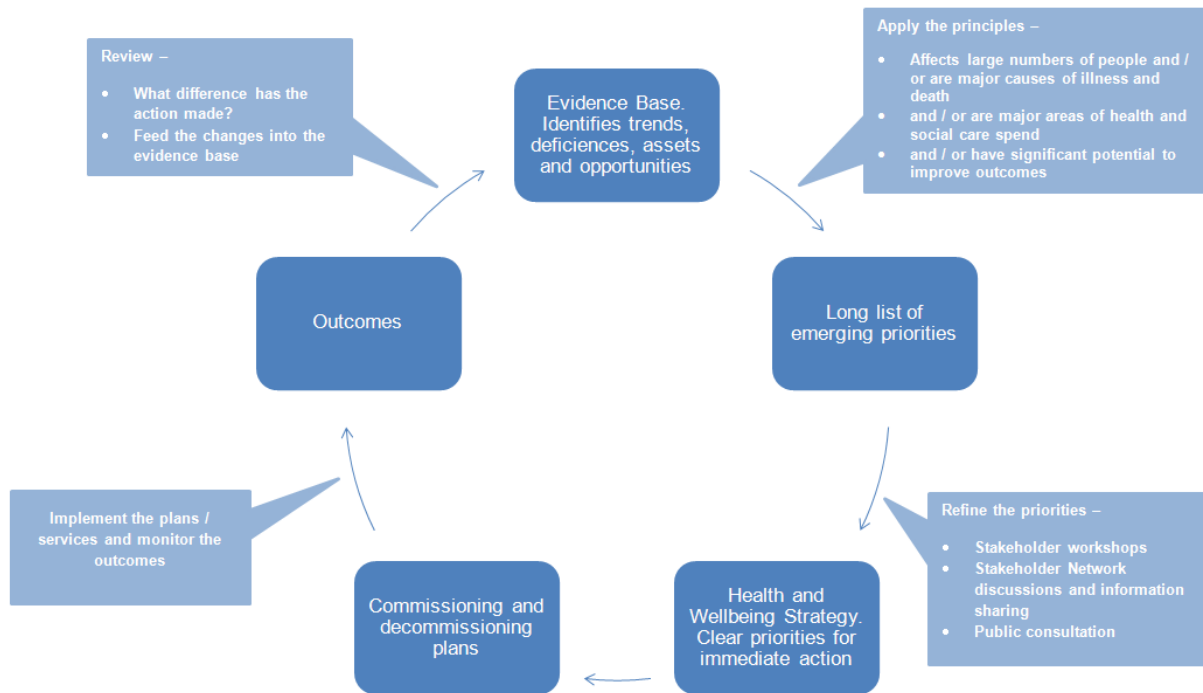 Review –
• What difference has the
action made?
• Feed the changes into the
evidence base
Evidence Base.
Identifies trends,
deficiences, assets
and opportunities
Apply the principles –
• Affects large numbers of people and /
or are major causes of illness and
death
• and / or are major areas of health and
social care spend
• and / or have significant potential to
improve outcomes
Outcomes
Long list of
emerging priorities
Implement the plans /
services and monitor the
outcomes
Commissioning and
decommissioning
plans
Health and
Wellbeing Strategy.
Clear priorities for
immediate action
Refine the priorities –
• Stakeholder workshops
• Stakeholder Network
discussions and information
sharing
• Public consultation